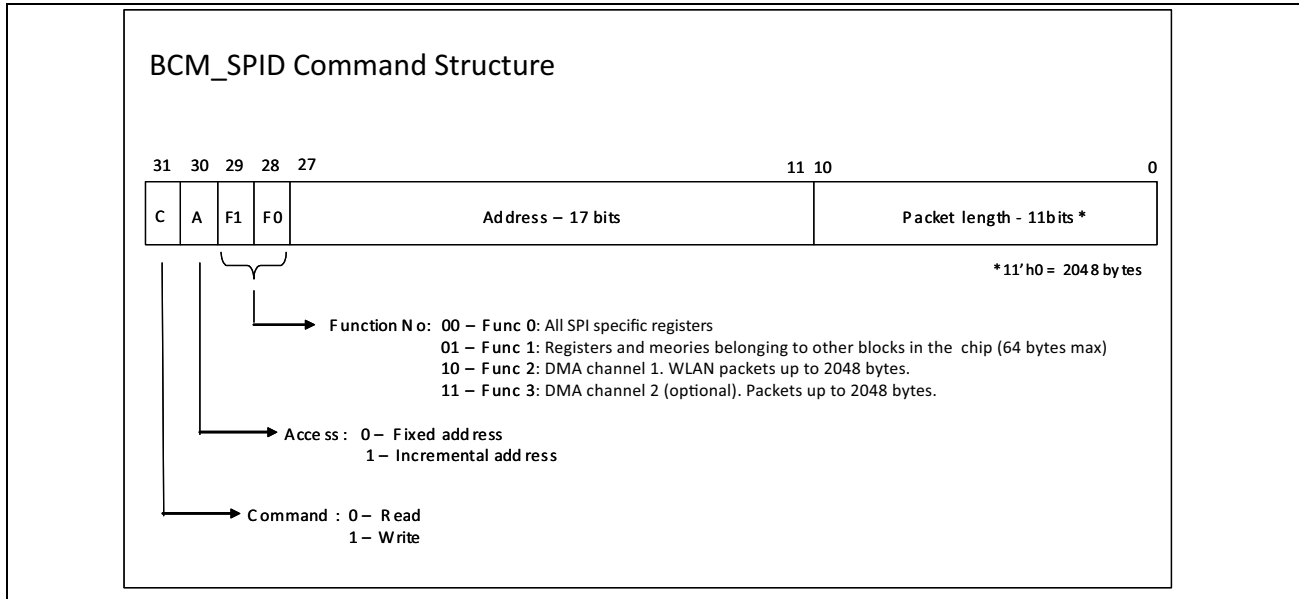 BCM_SPID Command Structure
31 30 29 28 27 11 10 0
C A F1 F0 Address – 17 bits Packet length - 11bits *
*11'h0 = 2048 bytes
Function No: 00 – Func 0: All SPI specific registers
01 – Func 1: Registers and meories belonging to other blocks in the chip (64 bytes max)
10 – Func 2: DMA channel 1. WLAN packets up to 2048 bytes.
11 – Func 3: DMA channel 2 (optional). Packets up to 2048 bytes.
Access : 0 – Fixed address
1 – Incremental address
Command : 0 – Read
1 – Write